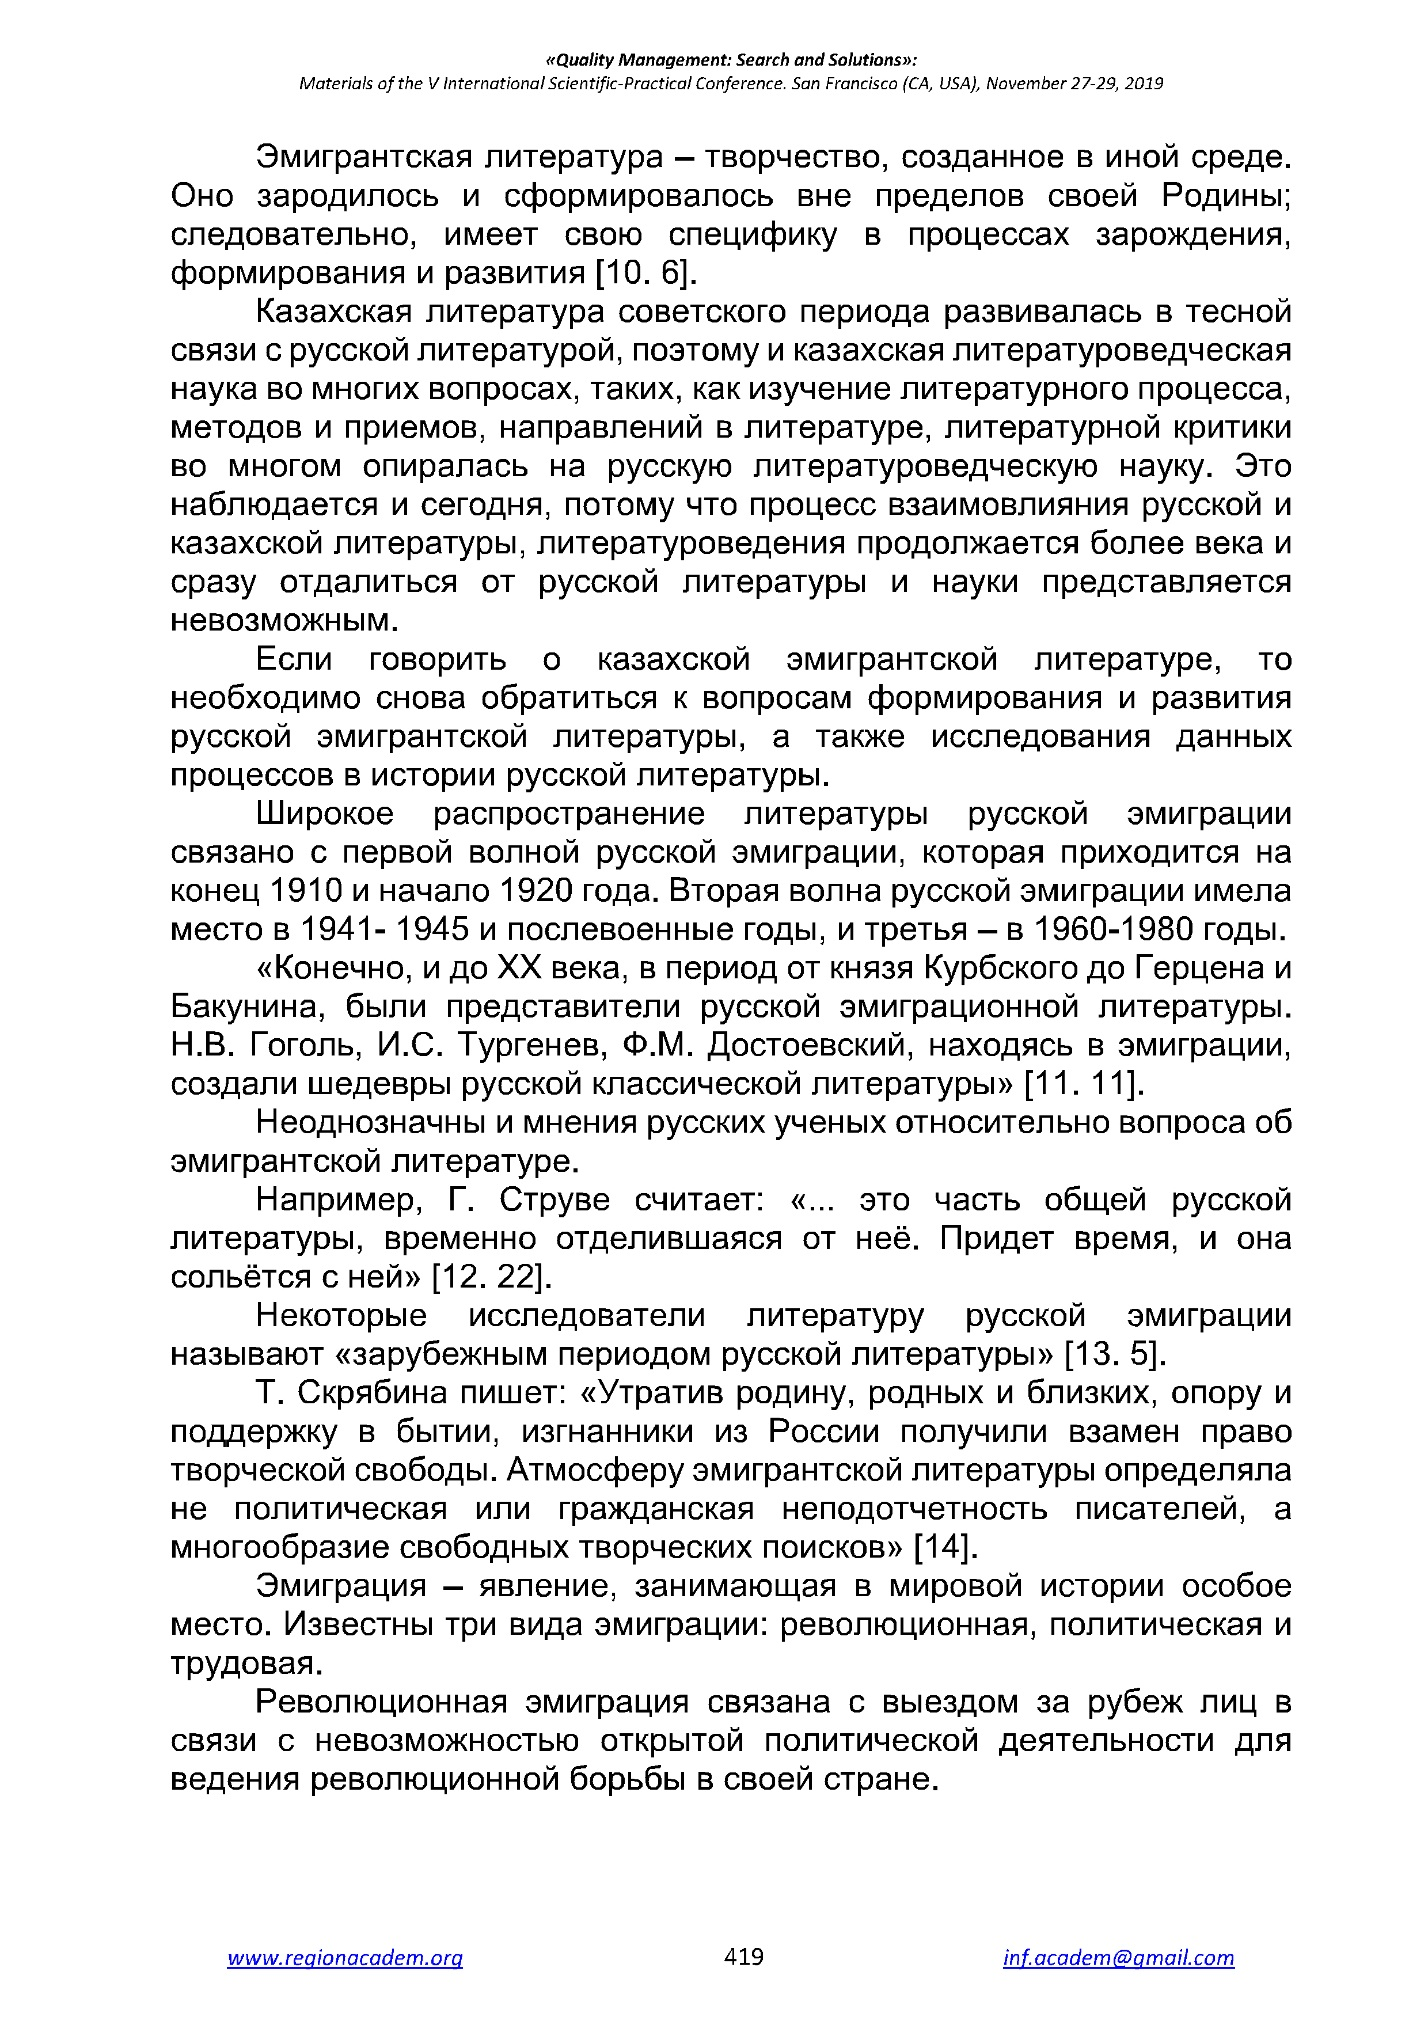 «Quality Management: Search and Solutions»:
Materials of the V International Scientific-Practical Conference. San Francisco (CA, USA), November 27-29, 2019
Эмигрантская литература – творчество, созданное в иной среде.
Оно зародилось и сформировалось вне пределов своей Родины;
следовательно, имеет свою специфику в процессах зарождения,
формирования и развития [10. 6].
Казахская литература советского периода развивалась в тесной
связи с русской литературой, поэтому и казахская литературоведческая
наука во многих вопросах, таких, как изучение литературного процесса,
методов и приемов, направлений в литературе, литературной критики
во многом опиралась на русскую литературоведческую науку. Это
наблюдается и сегодня, потому что процесс взаимовлияния русской и
казахской литературы, литературоведения продолжается более века и
сразу отдалиться от русской литературы и науки представляется
невозможным.
Если говорить о казахской эмигрантской литературе, то
необходимо снова обратиться к вопросам формирования и развития
русской эмигрантской литературы, а также исследования данных
процессов в истории русской литературы.
Широкое распространение литературы русской эмиграции
связано с первой волной русской эмиграции, которая приходится на
конец 1910 и начало 1920 года. Вторая волна русской эмиграции имела
место в 1941- 1945 и послевоенные годы, и третья – в 1960-1980 годы.
«Конечно, и до XX века, в период от князя Курбского до Герцена и
Бакунина, были представители русской эмиграционной литературы.
Н.В. Гоголь, И.С. Тургенев, Ф.М. Достоевский, находясь в эмиграции,
создали шедевры русской классической литературы» [11. 11].
Неоднозначны и мнения русских ученых относительно вопроса об
эмигрантской литературе.
Например, Г. Струве считает: «... это часть общей русской
литературы, временно отделившаяся от неё. Придет время, и она
сольётся с ней» [12. 22].
Некоторые исследователи литературу русской эмиграции
называют «зарубежным периодом русской литературы» [13. 5].
Т. Скрябина пишет: «Утратив родину, родных и близких, опору и
поддержку в бытии, изгнанники из России получили взамен право
творческой свободы. Атмосферу эмигрантской литературы определяла
не политическая или гражданская неподотчетность писателей, а
многообразие свободных творческих поисков» [14].
Эмиграция – явление, занимающая в мировой истории особое
место. Известны три вида эмиграции: революционная, политическая и
трудовая.
Революционная эмиграция связана с выездом за рубеж лиц в
связи с невозможностью открытой политической деятельности для
ведения революционной борьбы в своей стране.
www.regionacadem.org 419 inf.academ@gmail.com